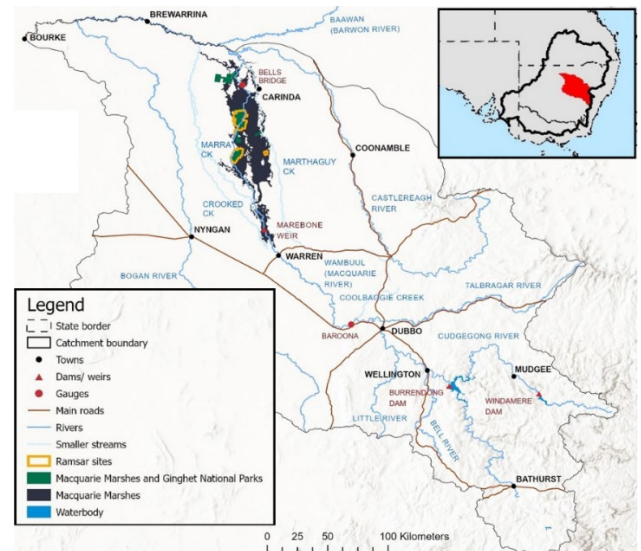 BREWARRINA
BOURKE
BAAWAN
(BARWON RIVER)
BELLS
BRIDGE
CARINDA
MARRA
CK
MARTHAGUY
CK
COONAMBLE
CASTLEREAGH
RIVER
CROOKED
CK
MAREBONE
WEIR
NYNGAN
WARREN
WAMBUUL
(MACQUARIE
RIVER)
BOGAN RIVER
COOLBAGGIE CREEK
TALBRAGAR RIVER
BAROONA
DUBBO
CUDGEGONG RIVER
WELLINGTON
MUDGEE
BURRENDONG
DAM
WINDAMERE
DAM
LITTLE RIVER
BELL RIVER
BATHURST
Legend
State border
Catchment boundary
Towns
Dams/ weirs
Gauges
Main roads
Rivers
Smaller streams
Ramsar sites
Macquarie Marshes and Ginghet National Parks
Macquarie Marshes
Waterbody
0 25 50 100 Kilometers